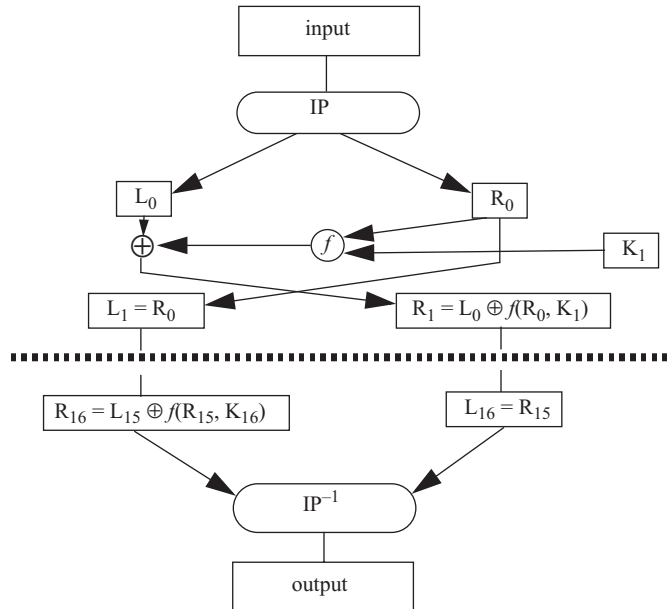 input
IP
L₀
R₀
⊕
f
K₁
L₁ = R₀
R₁ = L₀ ⊕ f(R₀, K₁)
R₁₆ = L₁₅ ⊕ f(R₁₅, K₁₆)
L₁₆ = R₁₅
IP⁻¹
output